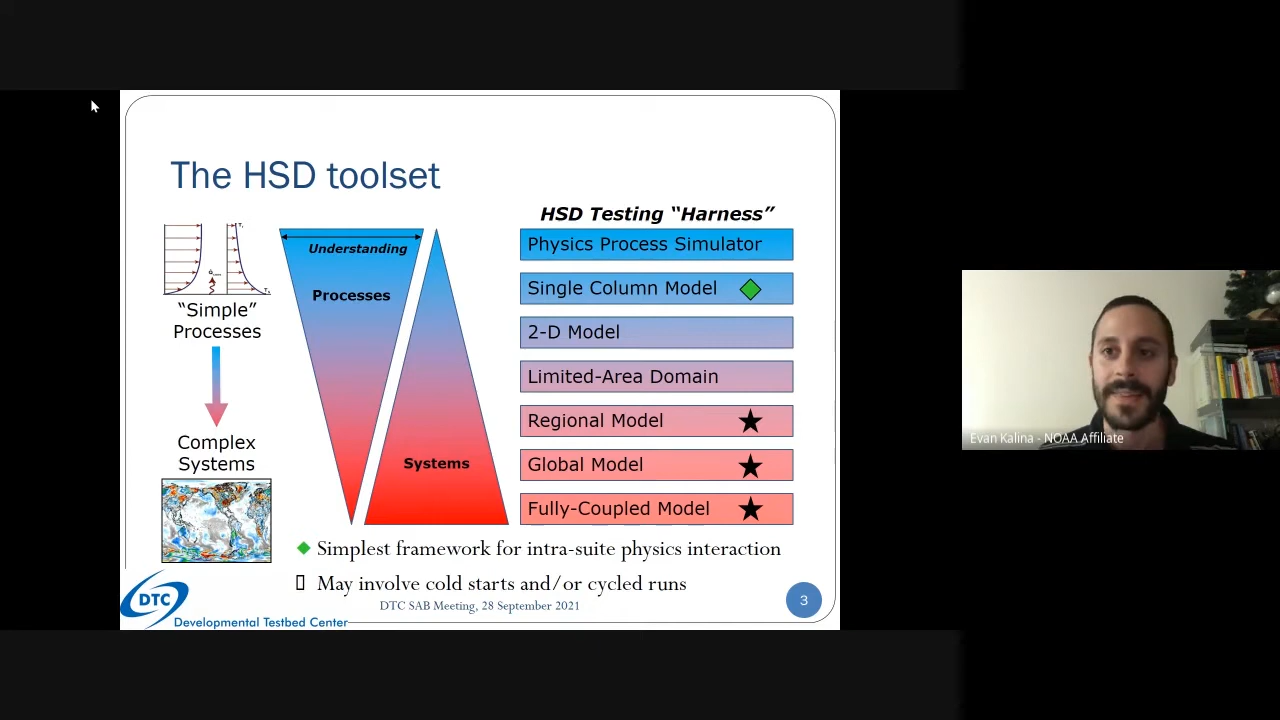 The HSD toolset
HSD Testing “Harness”
Understanding
Processes
Systems
“Simple”
Processes
Complex
Systems
Physics Process Simulator
Single Column Model
2-D Model
Limited-Area Domain
Regional Model
Global Model
Fully-Coupled Model
Simplest framework for intra-suite physics interaction
May involve cold starts and/or cycled runs
DTC SAB Meeting, 28 September 2021
3
DTC
Developmental Testbed Center
Evan Kalina - NOAA Affiliate